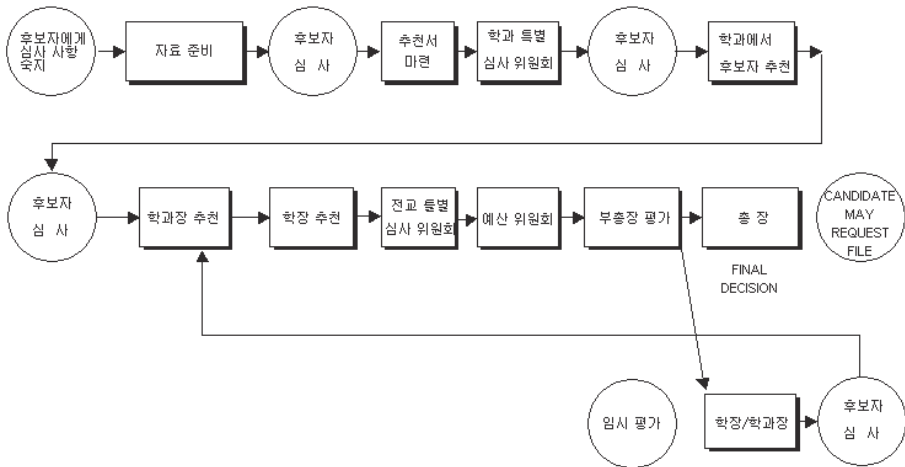 후보자에게
심사 사항
숙지
자료 준비
후보자
심 사
추천서
마련
학과 특별
심사 위원회
후보자
심 사
학과에서
후보자 추천
후보자
심 사
학과장 추천
학장 추천
전교 특별
심사 위원회
예산 위원회
부총장 평가
총 장
FINAL
DECISION
CANDIDATE
MAY
REQUEST
FILE
임시 평가
학장/학과장
후보자
심 사